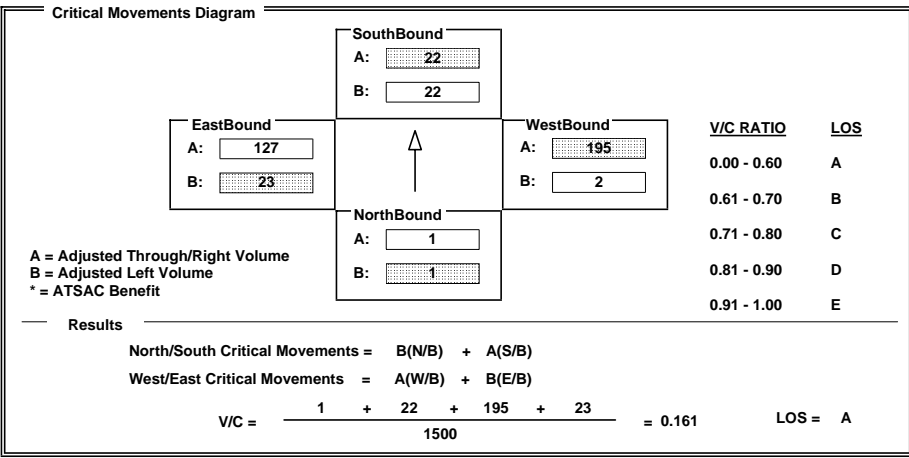 Critical Movements Diagram
SouthBound
A: 22
B: 22
EastBound
A: 127
B: 23
WestBound
A: 195
B: 2
NorthBound
A: 1
B: 1
V/C RATIO LOS
0.00 - 0.60 A
0.61 - 0.70 B
0.71 - 0.80 C
0.81 - 0.90 D
0.91 - 1.00 E
A = Adjusted Through/Right Volume
B = Adjusted Left Volume
* = ATSAC Benefit
Results
North/South Critical Movements = B(N/B) + A(S/B)
West/East Critical Movements = A(W/B) + B(E/B)
1 + 22 + 195 + 23
V/C = = 0.161 LOS = A
1500